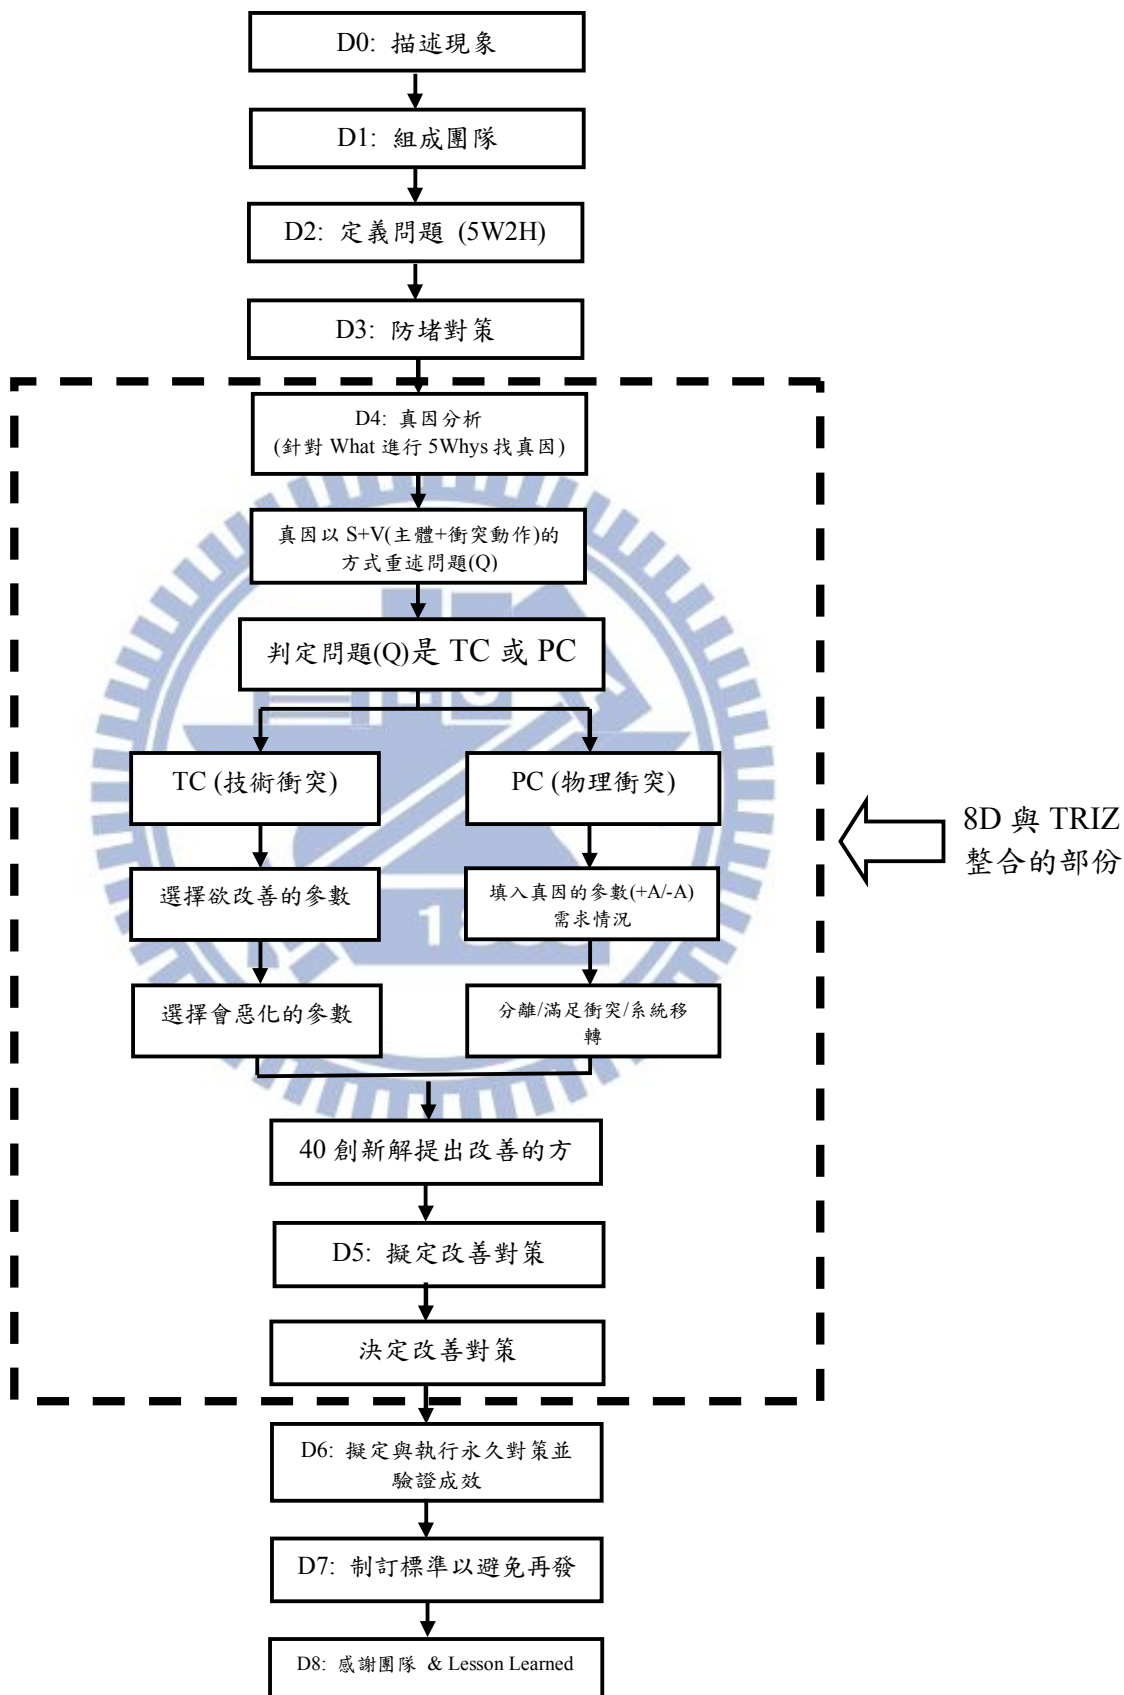 D0: 描述現象
D1: 組成團隊
D2: 定義問題 (5W2H)
D3: 防堵對策
D4: 真因分析
(針對 What 進行 5Whys 找真因)
真因以 S+V(主體+衝突動作)的
方式重述問題(Q)
判定問題(Q)是 TC 或 PC
TC (技術衝突)
PC (物理衝突)
選擇欲改善的參數
填入真因的參數(+A/-A)
需求情況
選擇會惡化的參數
分離/滿足衝突/系統移
轉
40 創新解提出改善的方
D5: 擬定改善對策
決定改善對策
D6: 擬定與執行永久對策並
驗證成效
D7: 制訂標準以避免再發
D8: 感謝團隊 & Lesson Learned
8D 與 TRIZ
整合的部份